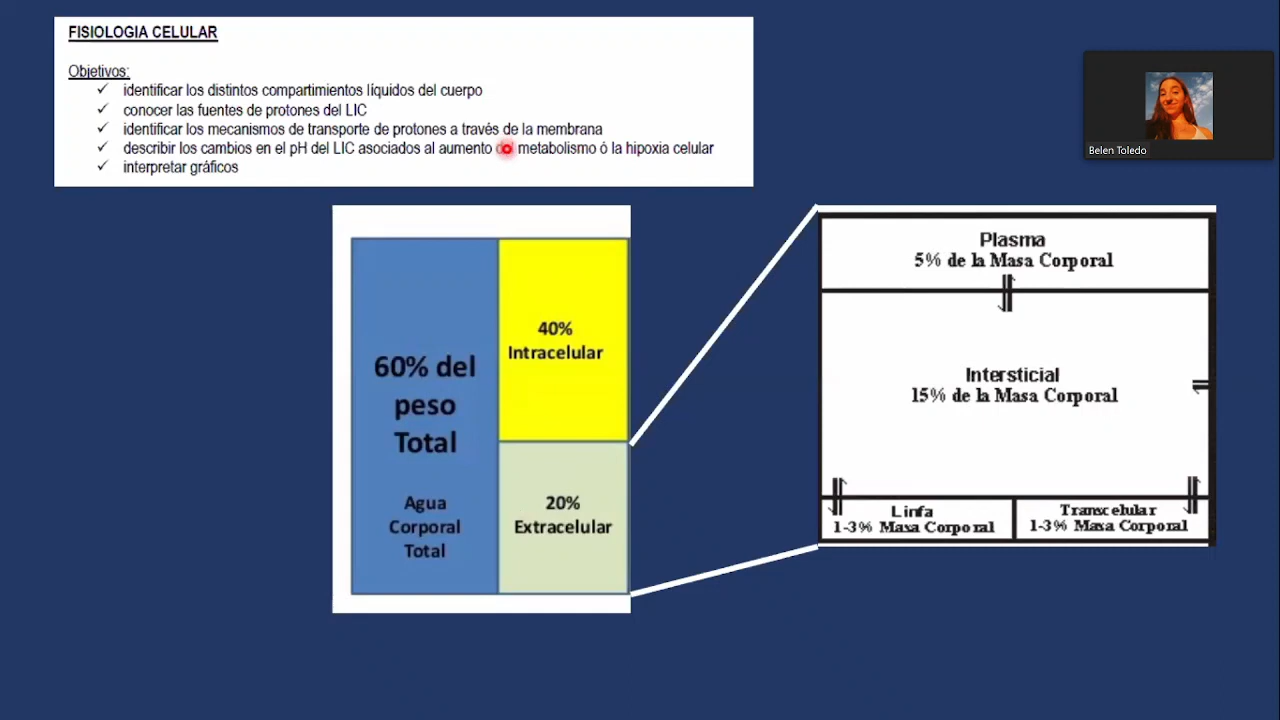 FISIOLOGIA CELULAR
Objetivos:
✓ identificar los distintos compartimientos líquidos del cuerpo
✓ conocer las fuentes de protones del LIC
✓ identificar los mecanismos de transporte de protones a través de la membrana
✓ describir los cambios en el pH del LIC asociados al aumento metabolismo ó la hipoxia celular
✓ interpretar gráficos
Belen Toledo
60% del
peso
Total
Agua
Corporal
Total
40%
Intracelular
20%
Extracelular
Plasma
5% de la Masa Corporal
Intersticial
15% de la Masa Corporal
Linfa
1-3% Masa Corporal
Transcelular
1-3% Masa Corporal